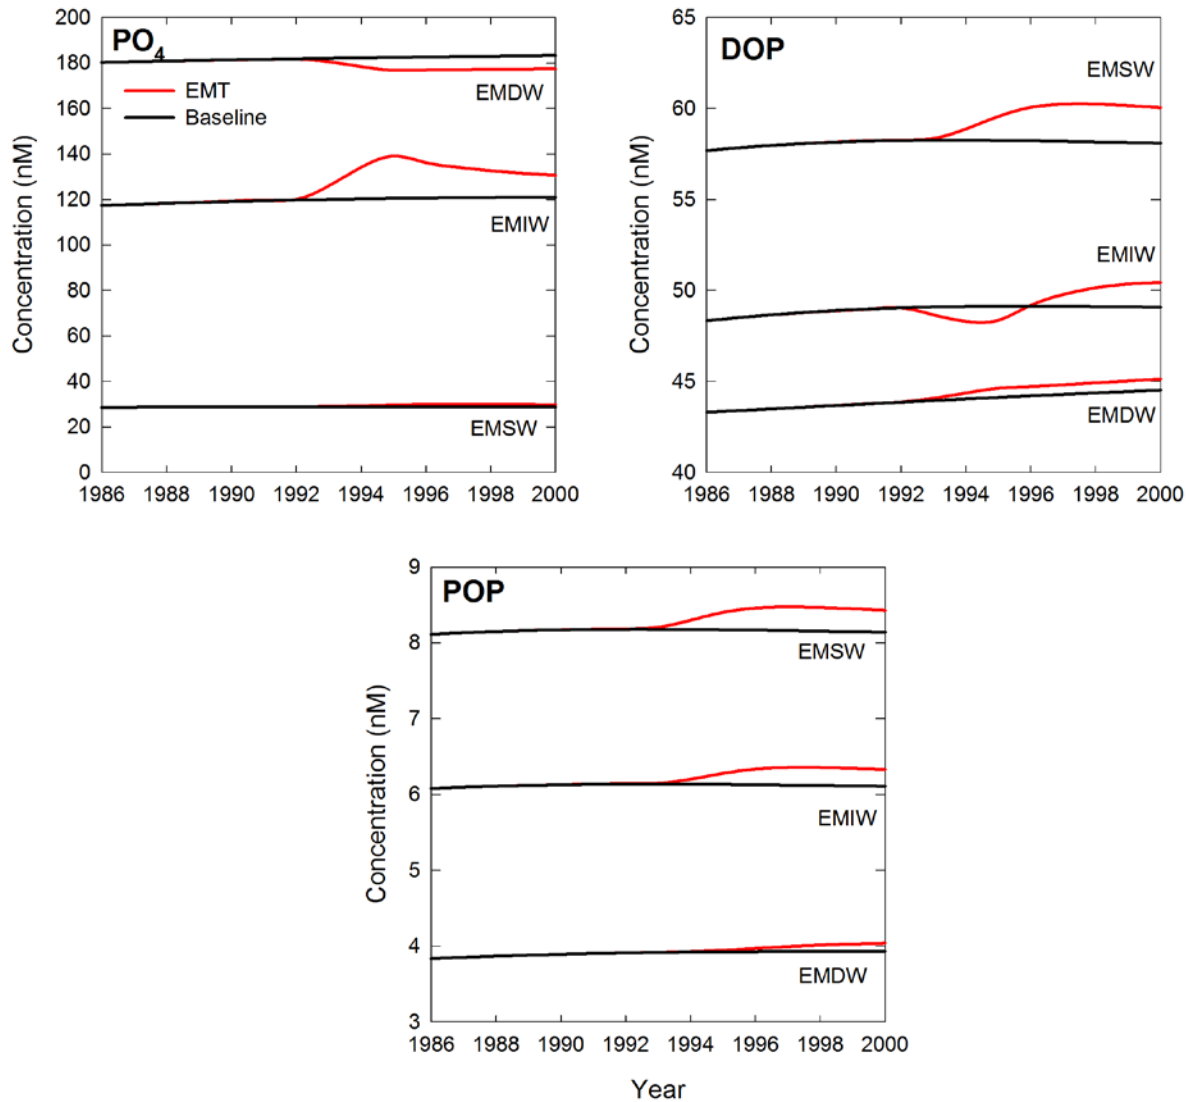 PO4
EMT
Baseline
EMDW
EMIW
EMSW
Concentration (nM)
200
180
160
140
120
100
80
60
40
20
0
1986 1988 1990 1992 1994 1996 1998 2000
DOP
EMSW
EMIW
EMDW
Concentration (nM)
65
60
55
50
45
40
1986 1988 1990 1992 1994 1996 1998 2000
POP
EMSW
EMIW
EMDW
Concentration (nM)
9
8
7
6
5
4
3
1986 1988 1990 1992 1994 1996 1998 2000
Year